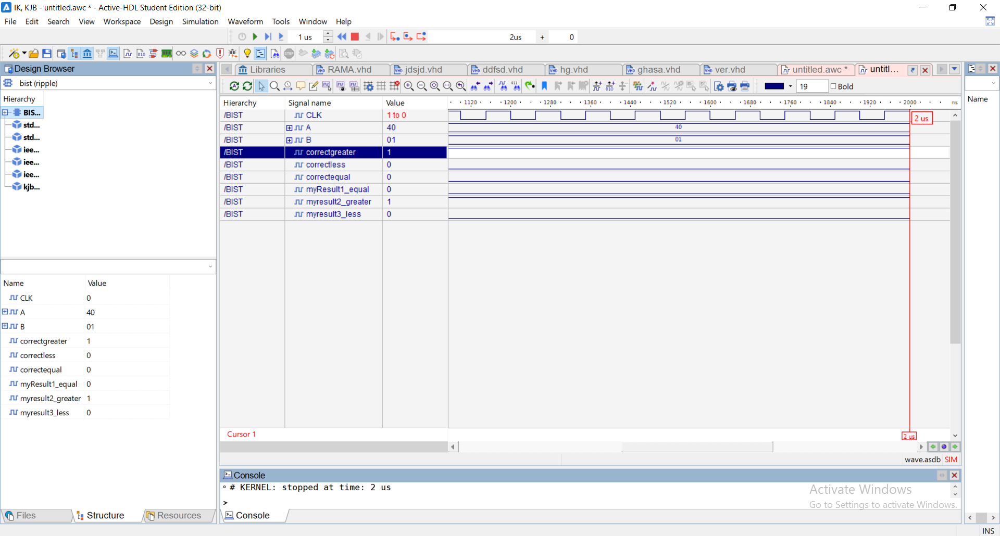 IK, KJB - untitled.awc * - Active-HDL Student Edition (32-bit)
File Edit Search View Workspace Design Simulation Waveform Tools Window Help
1 us 2us + 0
Design Browser
bist (ripple)
Hierarchy
BIS...
std...
std...
iee...
iee...
iee...
kjb...
Name Value
CLK 0
A 40
B 01
correctgreater 1
correctless 0
correctequal 0
myResult1_equal 0
myresult2_greater 1
myresult3_less 0
Files Structure Resources
Libraries RAMA.vhd jdsjd.vhd ddfsd.vhd hg.vhd ghasa.vhd ver.vhd untitled.awc * untitl...
19 Bold
Hierarchy Signal name Value 1120 1200 1280 1360 1440 1520 1600 1680 1760 1840 1920 2000 ns
/BIST CLK 1 to 0
2 us
/BIST A 40 40
/BIST B 01 01
/BIST correctgreater 1
/BIST correctless 0
/BIST correctequal 0
/BIST myResult1_equal 0
/BIST myresult2_greater 1
/BIST myresult3_less 0
Cursor 1 2 us
wave.asdb SIM
Console
# KERNEL: stopped at time: 2 us
>
Console
Name
Activate Windows
Go to Settings to activate Windows.
INS